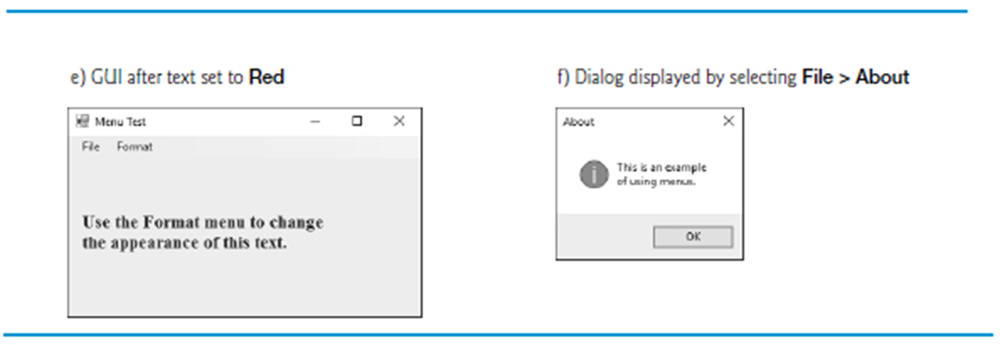 e) GUI after text set to Red
f) Dialog displayed by selecting File > About
Menu Test
File Format
Use the Format menu to change
the appearance of this text.
About
This is an example
of using menus.
OK